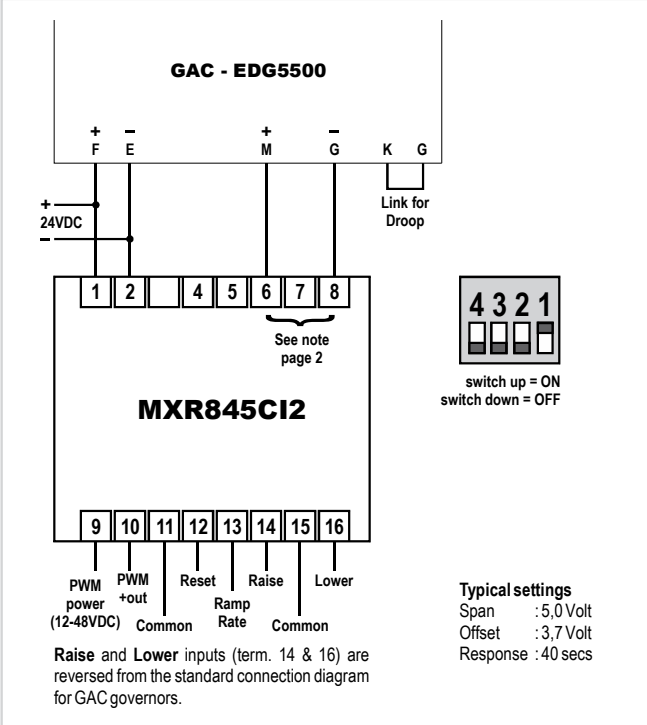 GAC - EDG5500
+ − + −
F E M G K G
+
24VDC
−
Link for
Droop
1 2 4 5 6 7 8
See note
page 2
MXR845CI2
4 3 2 1
switch up = ON
switch down = OFF
9 10 11 12 13 14 15 16
PWM
power
(12-48VDC)
PWM
+out
Common
Reset
Ramp
Rate
Raise
Common
Lower
Raise and Lower inputs (term. 14 & 16) are
reversed from the standard connection diagram
for GAC governors.
Typical settings
Span : 5,0 Volt
Offset : 3,7 Volt
Response : 40 secs